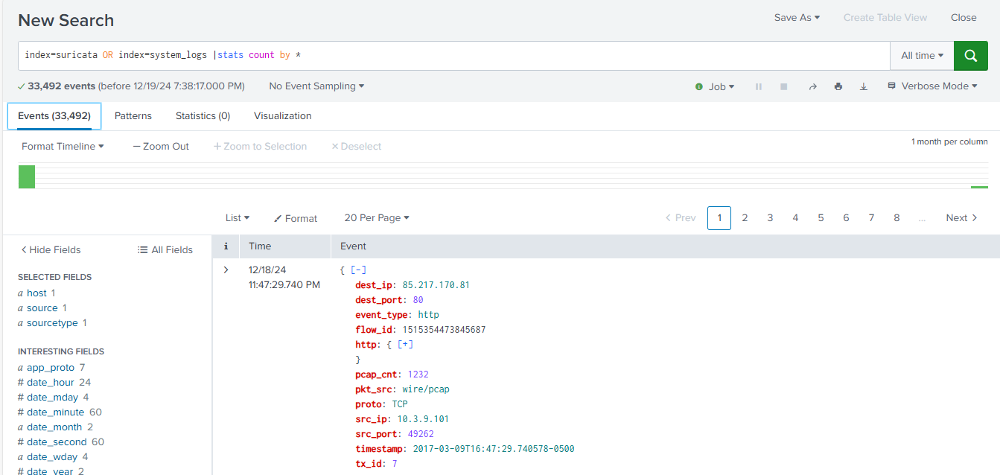 New Search
Save As ▾ Create Table View Close
index=suricata OR index=system_logs |stats count by *
All time ▾
✓ 33,492 events (before 12/19/24 7:38:17.000 PM) No Event Sampling ▾
Job ▾ Verbose Mode ▾
Events (33,492) Patterns Statistics (0) Visualization
Format Timeline ▾ — Zoom Out + Zoom to Selection × Deselect
1 month per column
List ▾ Format 20 Per Page ▾
< Prev 1 2 3 4 5 6 7 8 ... Next >
< Hide Fields All Fields
i Time Event
SELECTED FIELDS
a host 1
a source 1
a sourcetype 1
INTERESTING FIELDS
a app_proto 7
# date_hour 24
# date_mday 4
# date_minute 60
a date_month 2
# date_second 60
a date_wday 4
# date_year 2
> 12/18/24
11:47:29.740 PM
{ [-]
dest_ip: 85.217.170.81
dest_port: 80
event_type: http
flow_id: 1515354473845687
http: { [+]
}
pcap_cnt: 1232
pkt_src: wire/pcap
proto: TCP
src_ip: 10.3.9.101
src_port: 49262
timestamp: 2017-03-09T16:47:29.740578-0500
tx_id: 7